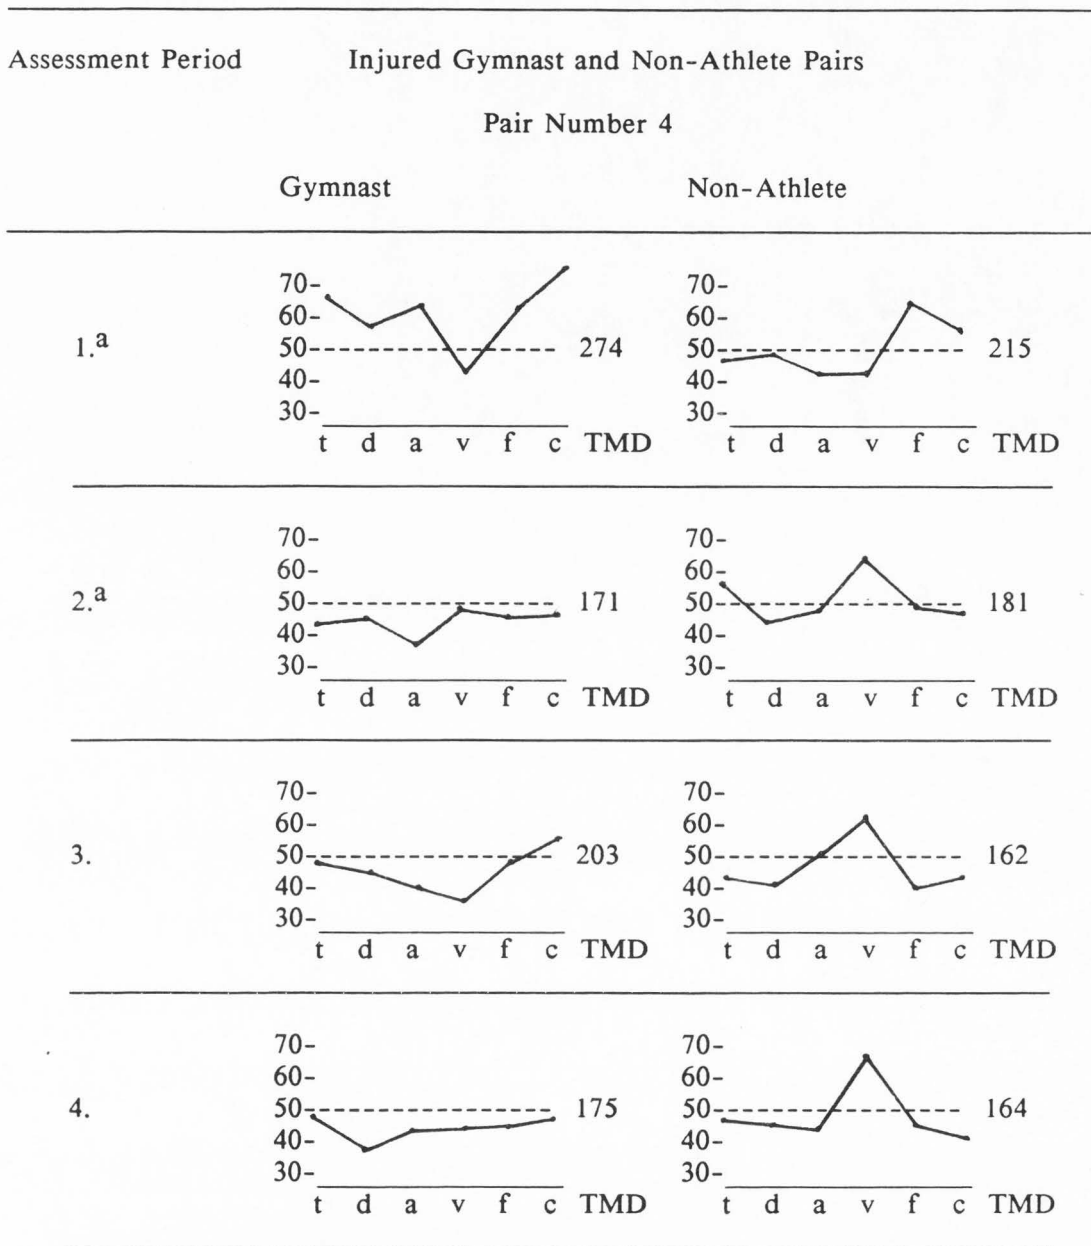 Assessment Period Injured Gymnast and Non-Athlete Pairs
Pair Number 4
Gymnast Non-Athlete
70- 70-
60- 60-
1.a 50- 274 50- 215
40- 40-
30- 30-
t d a v f c TMD t d a v f c TMD
70- 70-
60- 60-
2.a 50- 171 50- 181
40- 40-
30- 30-
t d a v f c TMD t d a v f c TMD
70- 70-
60- 60-
3. 50- 203 50- 162
40- 40-
30- 30-
t d a v f c TMD t d a v f c TMD
70- 70-
60- 60-
4. 50- 175 50- 164
40- 40-
30- 30-
t d a v f c TMD t d a v f c TMD